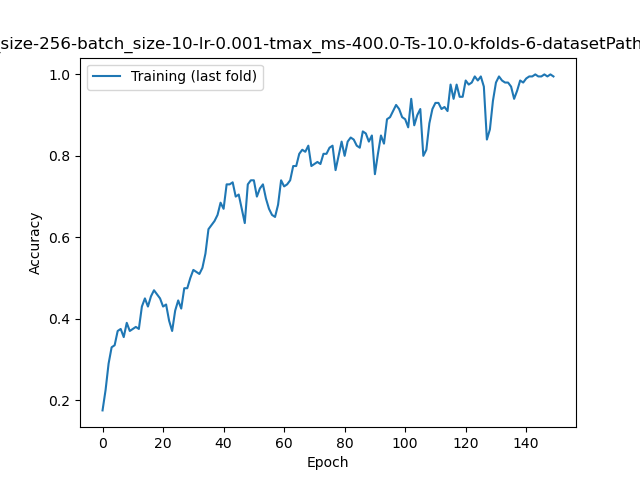 _size-256-batch_size-10-lr-0.001-tmax_ms-400.0-Ts-10.0-kfolds-6-datasetPath
Training (last fold)
1.0
0.8
0.6
0.4
0.2
Accuracy
0 20 40 60 80 100 120 140
Epoch